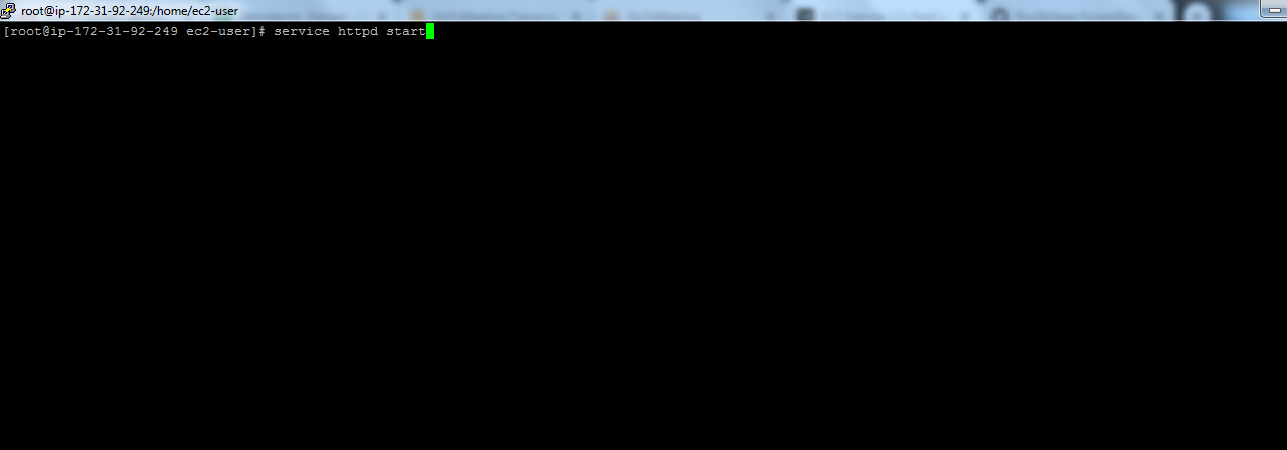 root@ip-172-31-92-249:/home/ec2-user
[root@ip-172-31-92-249 ec2-user]# service httpd start